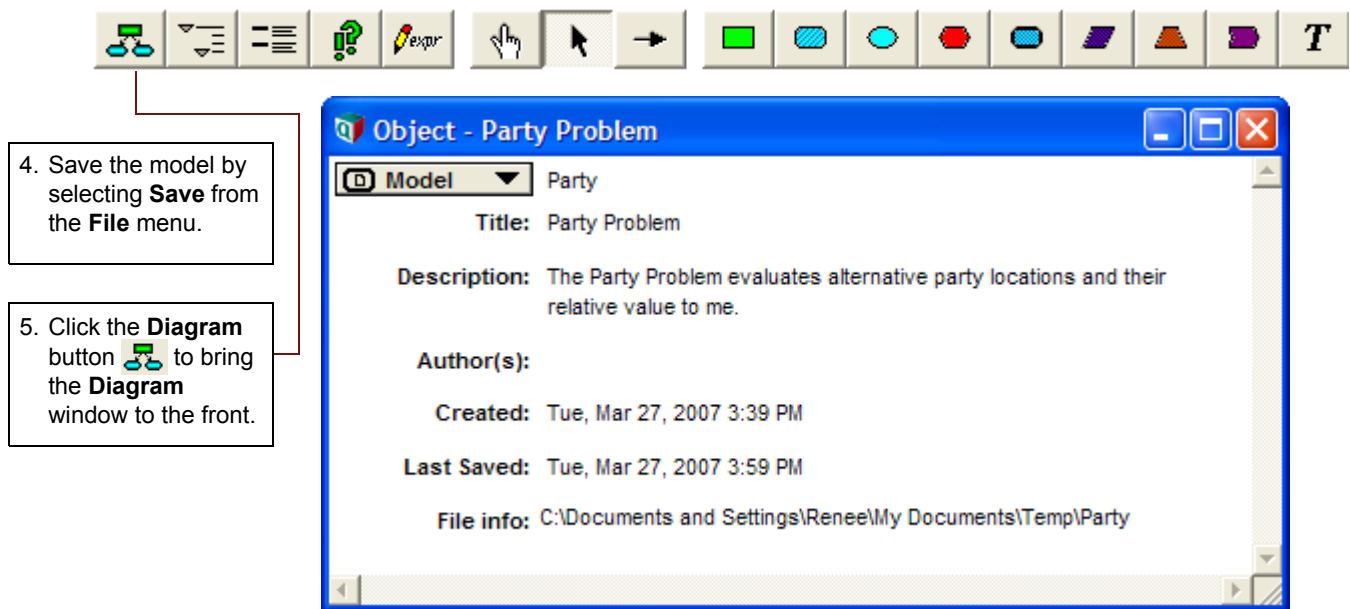 expr
T
4. Save the model by
selecting Save from
the File menu.
5. Click the Diagram
button to bring
the Diagram
window to the front.
Object - Party Problem
D Model Party
Title: Party Problem
Description: The Party Problem evaluates alternative party locations and their
relative value to me.
Author(s):
Created: Tue, Mar 27, 2007 3:39 PM
Last Saved: Tue, Mar 27, 2007 3:59 PM
File info: C:\Documents and Settings\Renee\My Documents\Temp\Party